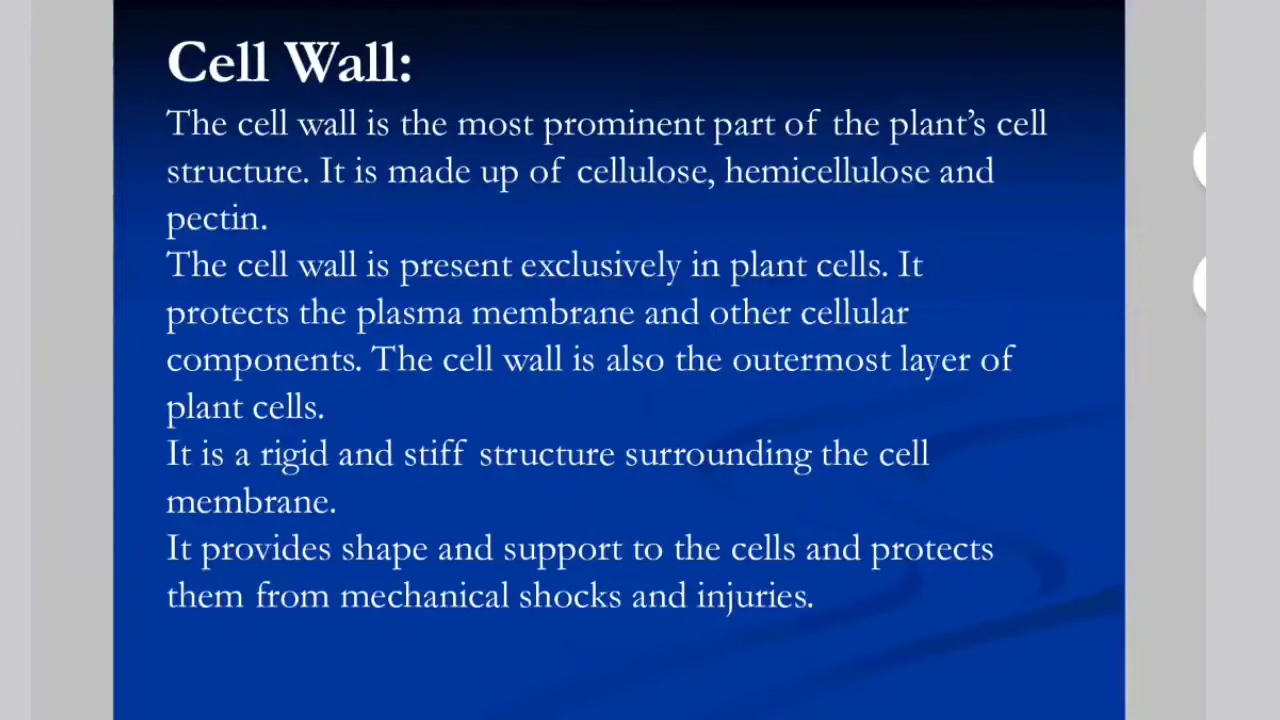 Cell Wall:
The cell wall is the most prominent part of the plant’s cell
structure. It is made up of cellulose, hemicellulose and
pectin.
The cell wall is present exclusively in plant cells. It
protects the plasma membrane and other cellular
components. The cell wall is also the outermost layer of
plant cells.
It is a rigid and stiff structure surrounding the cell
membrane.
It provides shape and support to the cells and protects
them from mechanical shocks and injuries.